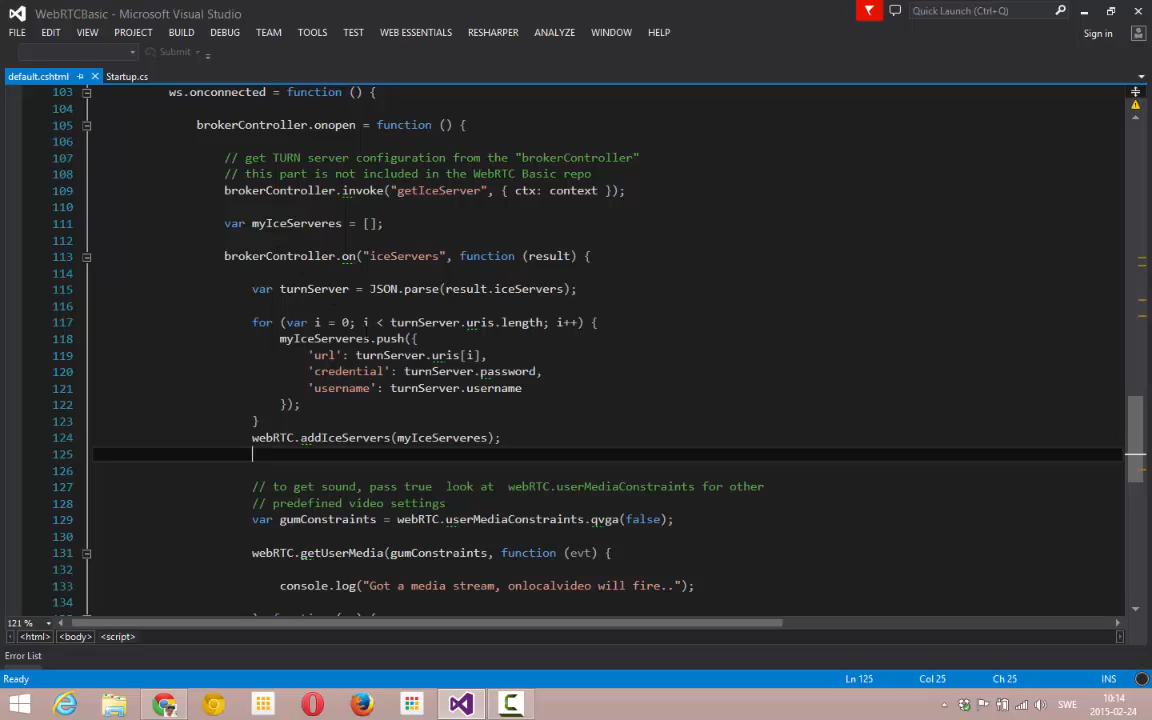 WebRTCBasic - Microsoft Visual Studio
Quick Launch (Ctrl+Q)
FILE EDIT VIEW PROJECT BUILD DEBUG TEAM TOOLS TEST WEB ESSENTIALS RESHARPER ANALYZE WINDOW HELP
Sign in
Submit
default.cshtml Startup.cs
103 ws.onconnected = function () {
104
105 brokerController.onopen = function () {
106
107 // get TURN server configuration from the "brokerController"
108 // this part is not included in the WebRTC Basic repo
109 brokerController.invoke("getIceServer", { ctx: context });
110
111 var myIceServeres = [];
112
113 brokerController.on("iceServers", function (result) {
114
115 var turnServer = JSON.parse(result.iceServers);
116
117 for (var i = 0; i < turnServer.uris.length; i++) {
118 myIceServeres.push({
119 'url': turnServer.uris[i],
120 'credential': turnServer.password,
121 'username': turnServer.username
122 });
123 }
124 webRTC.addIceServers(myIceServeres);
125
126
127 // to get sound, pass true look at webRTC.userMediaConstraints for other
128 // predefined video settings
129 var gumConstraints = webRTC.userMediaConstraints.qvga(false);
130
131 webRTC.getUserMedia(gumConstraints, function (evt) {
132
133 console.log("Got a media stream, onlocalvideo will fire..");
134
121 %
<html> <body> <script>
Error List
Ready
Ln 125 Col 25 Ch 25 INS
SWE
10:14
2015-02-24